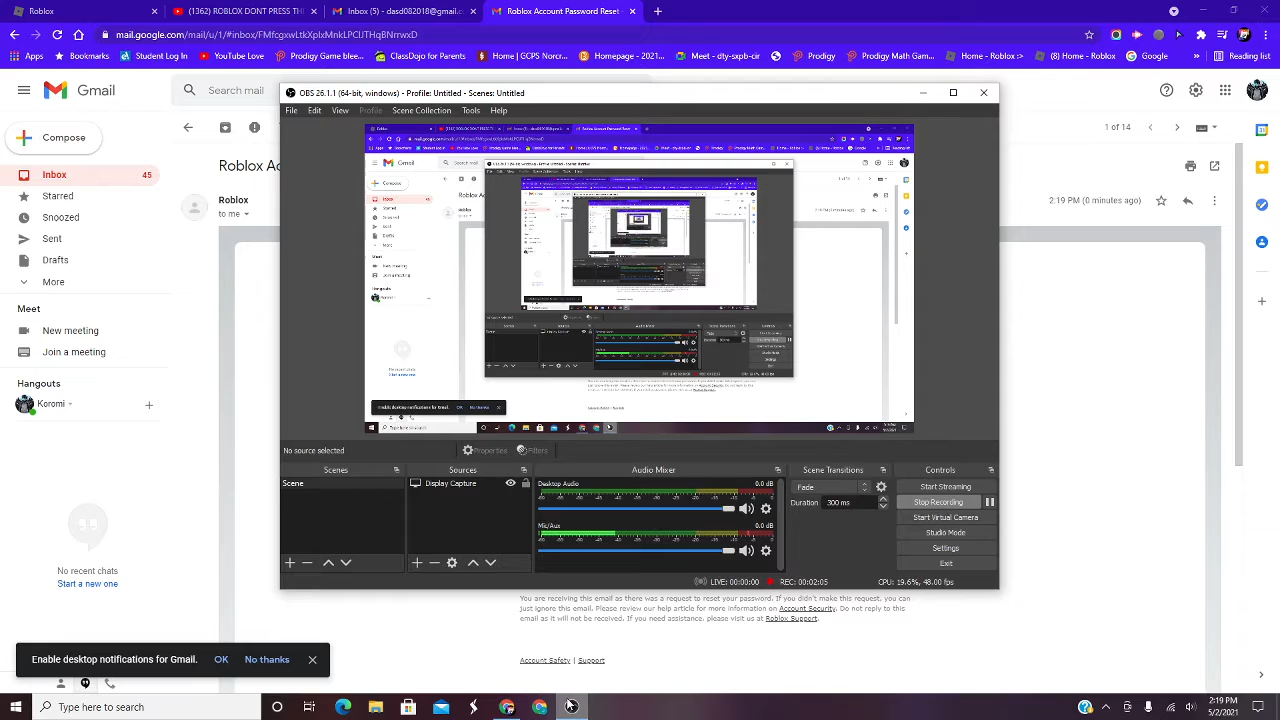 Roblox
(1362) ROBLOX DONT PRESS TH
Inbox (5) - dasd082018@gmail.c
Roblox Account Password Reset
mail.google.com/mail/u/1/#inbox/
Apps
Bookmarks
ClassDojo for Parents
Student Log In
YouTube Love
Prodigy Game blee...
Home | GCPS Norcr...
Homepage - 2021...
Meet - dty-sxpb-cir
Prodigy
Prodigy Math Gam...
Home - Roblox :>
(8) Home - Roblox
Google
Reading list
Gmail
Search mail
OBS 26.1.1 (64-bit, windows) - Profile: Untitled - Scenes: Untitled
File Edit View Profile Scene Collection Tools Help
Compose
1 of 14
Inbox 45
Roblox Ac
Starred
Roblox
2:19 PM (0 minutes ago)
Snoozed
to me
Sent
Drafts
More
Meet
New meeting
Hangouts
Kermi
No recent chats
Start a new one
No source selected
Properties
Filters
Scenes
Sources
Audio Mixer
Scene Transitions
Controls
Scene
Display Capture
Desktop Audio 0.0 dB
Mic/Aux 0.0 dB
Fade
Duration 300 ms
Start Streaming
Stop Recording
Start Virtual Camera
Studio Mode
Settings
Exit
LIVE: 00:00:00
REC: 00:02:05
CPU: 19.6%, 48.00 fps
You are receiving this email as there was a request to reset your password. If you didn't make this request, you can
just ignore this email. Please review our help article for more information on Account Security. Do not reply to this
email as it will not be received. If you need assistance, please visit us at Roblox Support.
Account Safety | Support
Enable desktop notifications for Gmail. OK No thanks
Type here to search
2:19 PM
5/2/2021